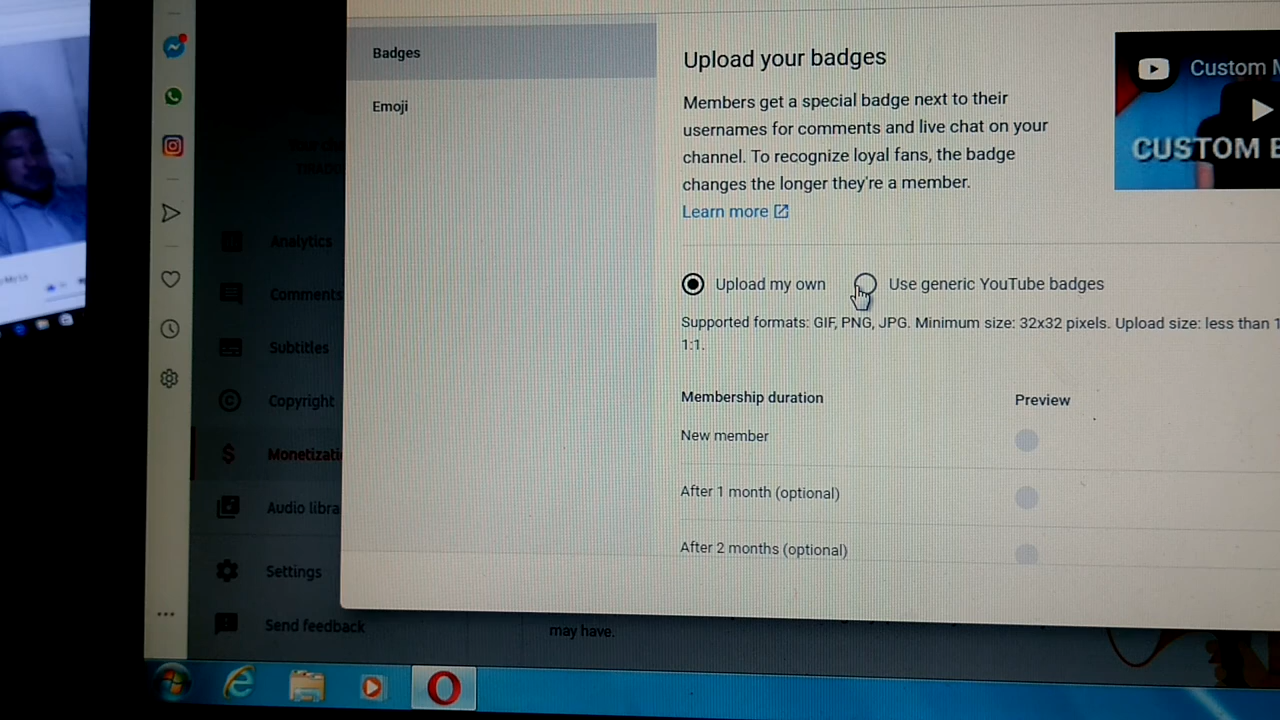 Badges
Emoji
Upload your badges
Members get a special badge next to their
usernames for comments and live chat on your
channel. To recognize loyal fans, the badge
changes the longer they're a member.
Learn more
Custom
CUSTOM
Upload my own
Use generic YouTube badges
Supported formats: GIF, PNG, JPG. Minimum size: 32x32 pixels. Upload size: less than 1
1:1.
Membership duration
Preview
New member
After 1 month (optional)
After 2 months (optional)
Analytics
Comments
Subtitles
Copyright
Monetizati
Audio libra
Settings
Send feedback
may have.